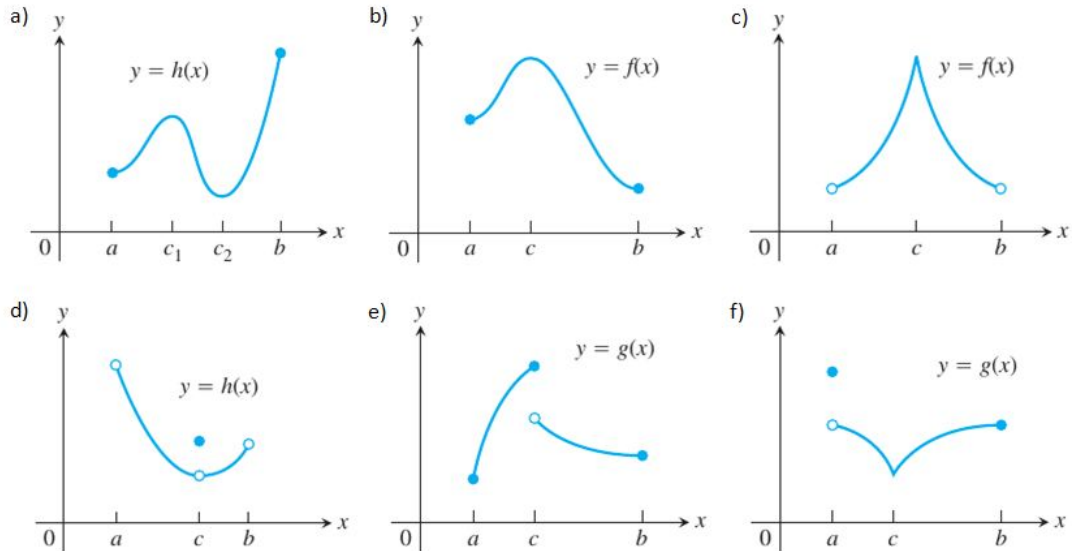 a)
y
y = h(x)
0 a c₁ c₂ b x
b)
y
y = f(x)
0 a c b x
c)
y
y = f(x)
0 a c b x
d)
y
y = h(x)
0 a c b x
e)
y
y = g(x)
0 a c b x
f)
y
y = g(x)
0 a c b x